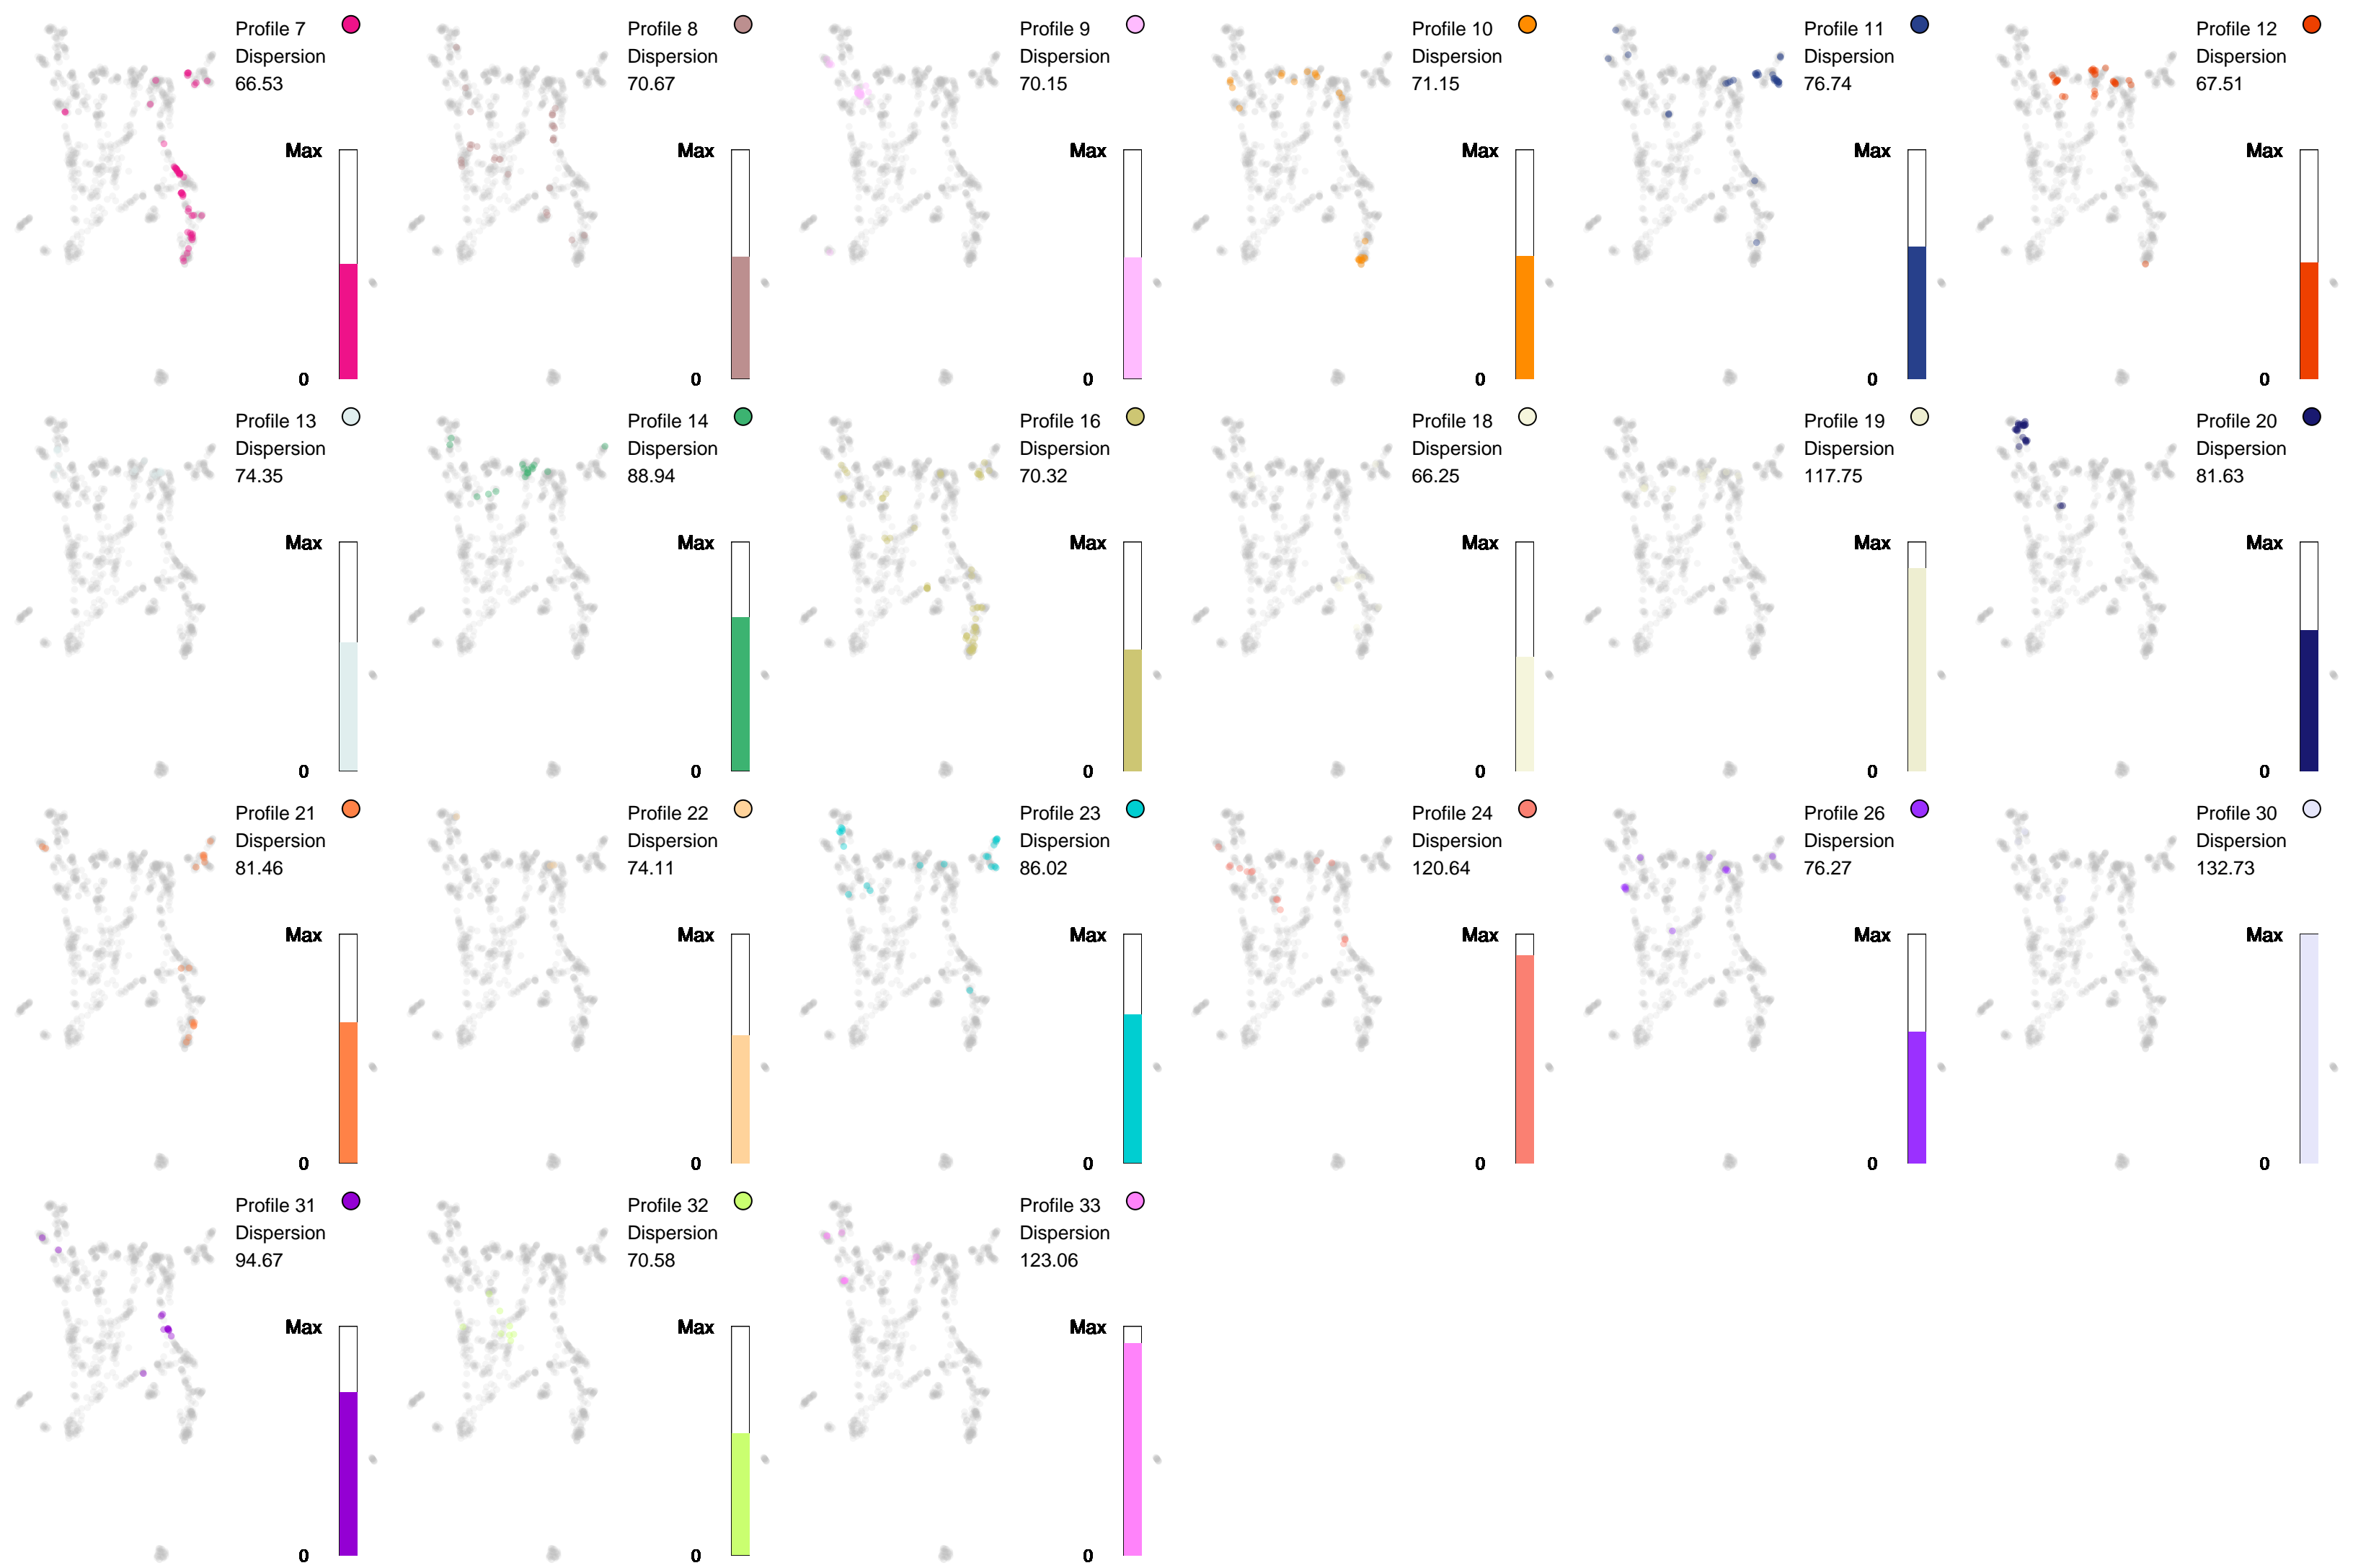 Profile 7
Dispersion
66.53
Max
0
Profile 8
Dispersion
70.67
Max
0
Profile 9
Dispersion
70.15
Max
0
Profile 10
Dispersion
71.15
Max
0
Profile 11
Dispersion
76.74
Max
0
Profile 12
Dispersion
67.51
Max
0
Profile 13
Dispersion
74.35
Max
0
Profile 14
Dispersion
88.94
Max
0
Profile 16
Dispersion
70.32
Max
0
Profile 18
Dispersion
66.25
Max
0
Profile 19
Dispersion
117.75
Max
0
Profile 20
Dispersion
81.63
Max
0
Profile 21
Dispersion
81.46
Max
0
Profile 22
Dispersion
74.11
Max
0
Profile 23
Dispersion
86.02
Max
0
Profile 24
Dispersion
120.64
Max
0
Profile 26
Dispersion
76.27
Max
0
Profile 30
Dispersion
132.73
Max
0
Profile 31
Dispersion
94.67
Max
0
Profile 32
Dispersion
70.58
Max
0
Profile 33
Dispersion
123.06
Max
0